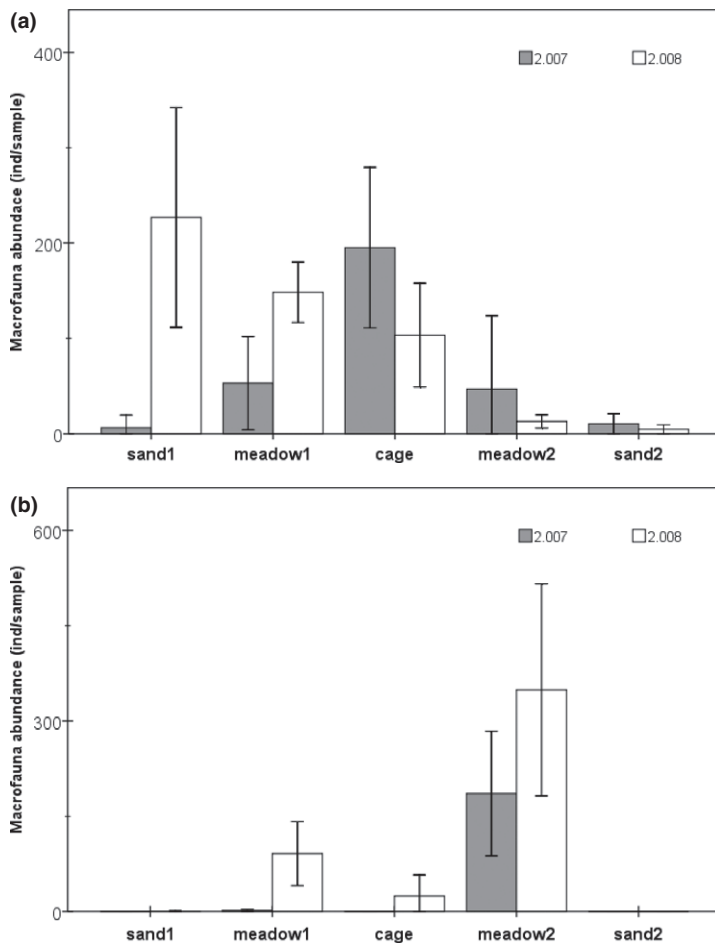 (a)
Macrofauna abundace (ind/sample)
400
200
0
2.007 2.008
sand1 meadow1 cage meadow2 sand2
(b)
Macrofauna abundance (ind/sample)
600
300
0
2.007 2.008
sand1 meadow1 cage meadow2 sand2